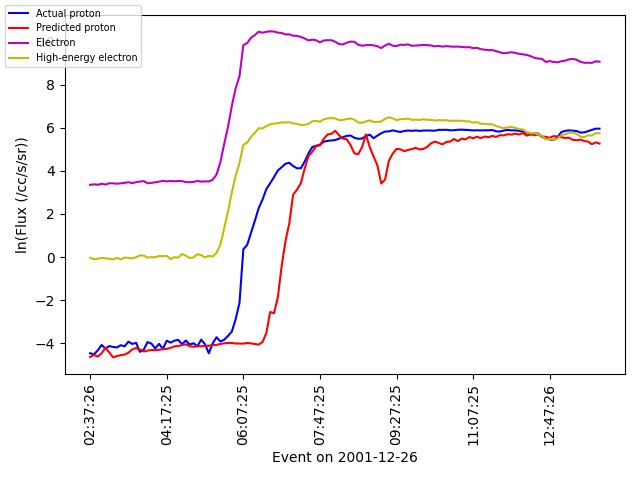 Actual proton
Predicted proton
Electron
High-energy electron
8
6
4
2
0
−2
−4
ln(Flux (/cc/s/sr))
02:37:26
04:17:25
06:07:25
07:47:25
09:27:25
11:07:25
12:47:26
Event on 2001-12-26